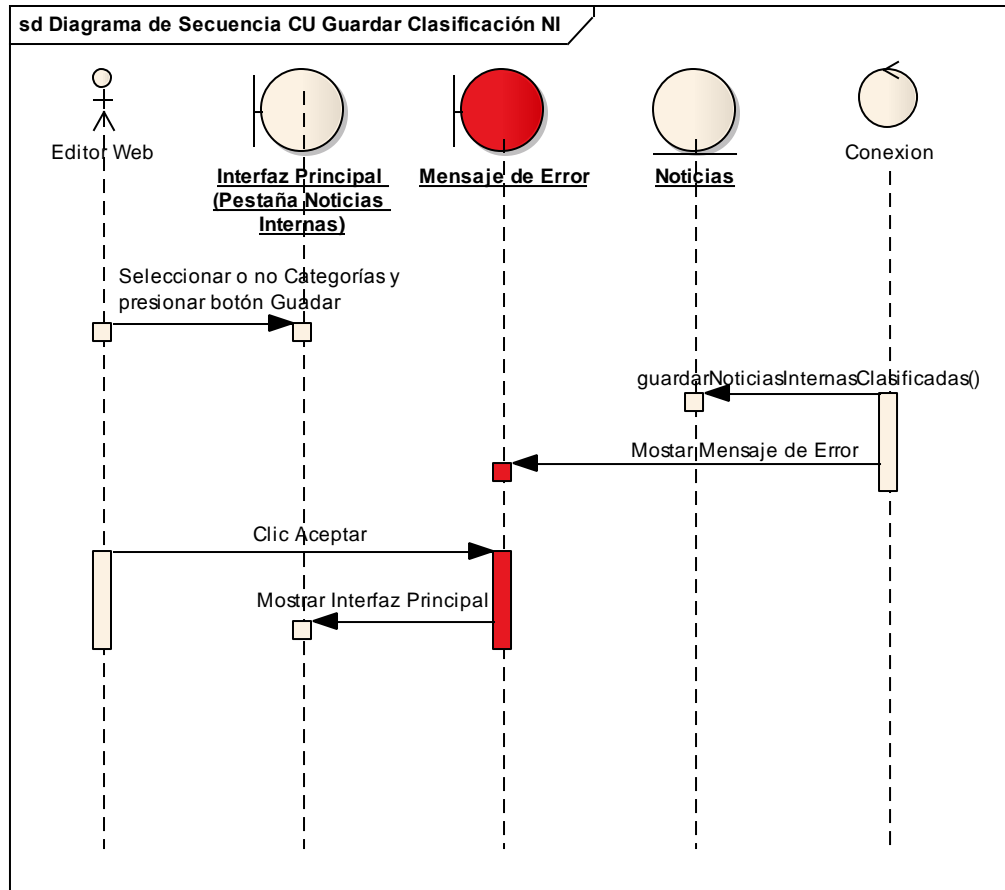 sd Diagrama de Secuencia CU Guardar Clasificación NI
Editor Web
Interfaz Principal
(Pestaña Noticias
Internas)
Mensaje de Error
Noticias
Conexion
Seleccionar o no Categorías y
presionar botón Guadar
guardarNoticiasInternasClasificadas()
Mostar Mensaje de Error
Clic Aceptar
Mostrar Interfaz Principal